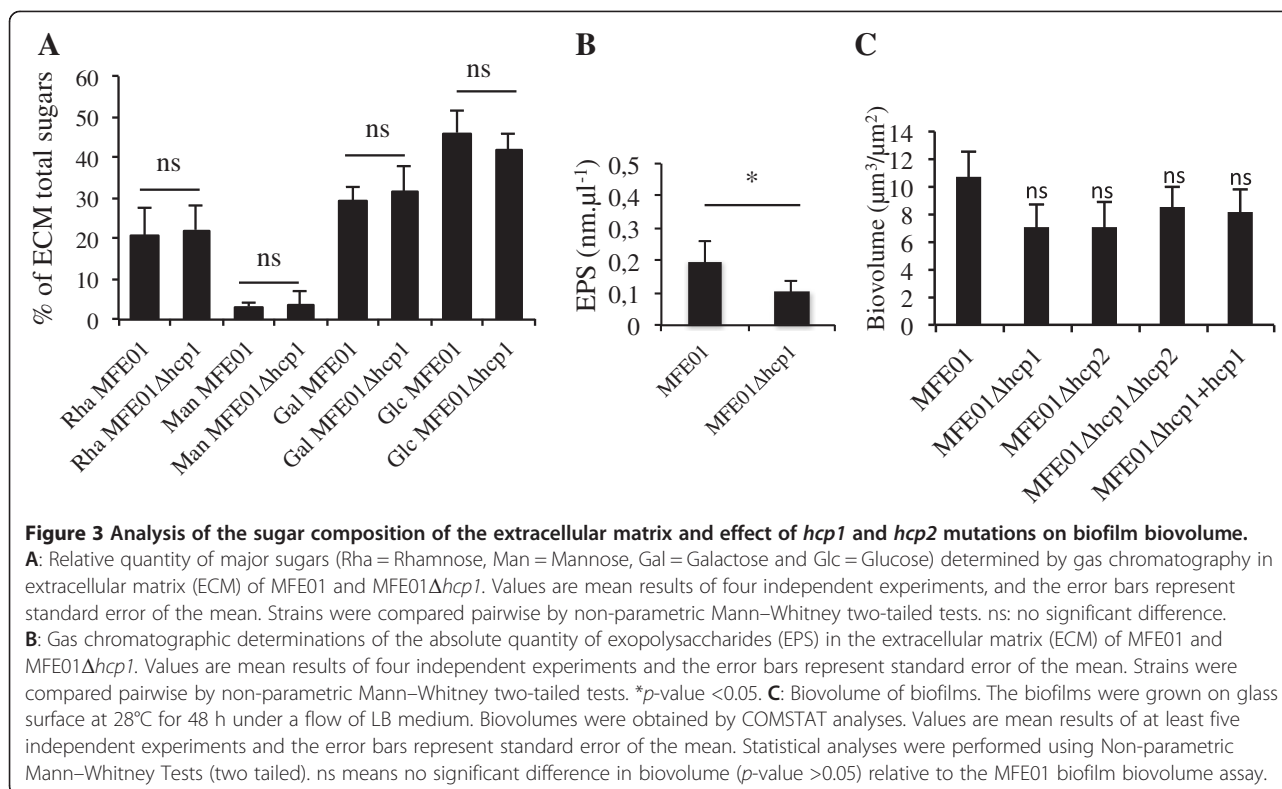 A
% of ECM total sugars
60
50
40
30
20
10
0
ns
ns
ns
ns
Rha MFE01
Rha MFE01Δhcp1
Man MFE01
Man MFE01Δhcp1
Gal MFE01
Gal MFE01Δhcp1
Glc MFE01
Glc MFE01Δhcp1
B
EPS (nm.µl⁻¹)
0,5
0,4
0,3
0,2
0,1
0
*
MFE01
MFE01Δhcp1
C
Biovolume (µm³/µm²)
14
12
10
8
6
4
2
0
ns
ns
ns
ns
MFE01
MFE01Δhcp1
MFE01Δhcp2
MFE01Δhcp1Δhcp2
MFE01Δhcp1+hcp1
Figure 3 Analysis of the sugar composition of the extracellular matrix and effect of hcp1 and hcp2 mutations on biofilm biovolume.
A: Relative quantity of major sugars (Rha = Rhamnose, Man = Mannose, Gal = Galactose and Glc = Glucose) determined by gas chromatography in
extracellular matrix (ECM) of MFE01 and MFE01Δhcp1. Values are mean results of four independent experiments, and the error bars represent
standard error of the mean. Strains were compared pairwise by non-parametric Mann–Whitney two-tailed tests. ns: no significant difference.
B: Gas chromatographic determinations of the absolute quantity of exopolysaccharides (EPS) in the extracellular matrix (ECM) of MFE01 and
MFE01Δhcp1. Values are mean results of four independent experiments and the error bars represent standard error of the mean. Strains were
compared pairwise by non-parametric Mann–Whitney two-tailed tests. *p-value <0.05. C: Biovolume of biofilms. The biofilms were grown on glass
surface at 28°C for 48 h under a flow of LB medium. Biovolumes were obtained by COMSTAT analyses. Values are mean results of at least five
independent experiments and the error bars represent standard error of the mean. Statistical analyses were performed using Non-parametric
Mann–Whitney Tests (two tailed). ns means no significant difference in biovolume (p-value >0.05) relative to the MFE01 biofilm biovolume assay.